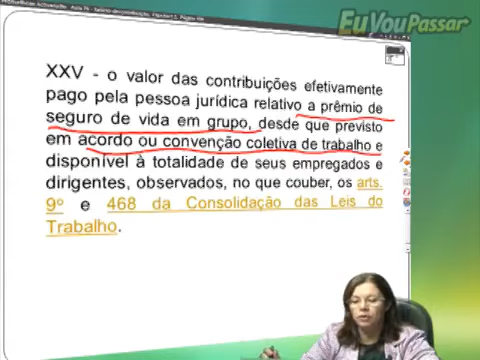 EuVouPassar
XXV - o valor das contribuições efetivamente
pago pela pessoa jurídica relativo a prêmio de
seguro de vida em grupo, desde que previsto
em acordo ou convenção coletiva de trabalho e
disponível à totalidade de seus empregados e
dirigentes, observados, no que couber, os arts.
9º e 468 da Consolidação das Leis do
Trabalho.